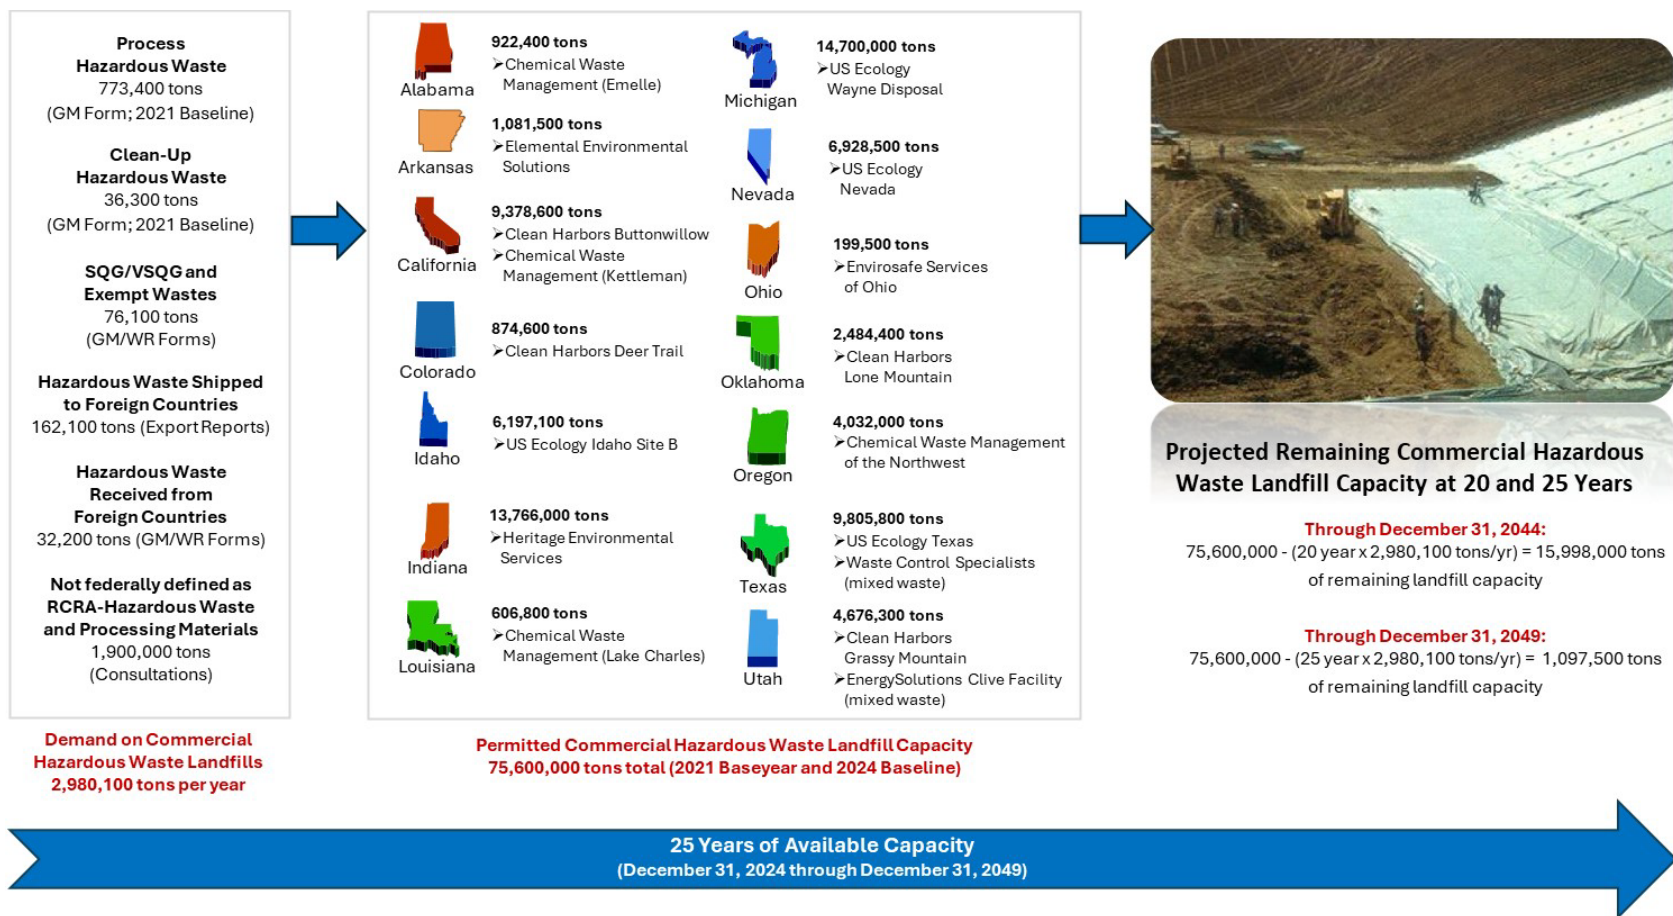 Process
Hazardous Waste
773,400 tons
(GM Form; 2021 Baseline)
Clean-Up
Hazardous Waste
36,300 tons
(GM Form; 2021 Baseline)
SQG/VSQG and
Exempt Wastes
76,100 tons
(GM/WR Forms)
Hazardous Waste Shipped
to Foreign Countries
162,100 tons (Export Reports)
Hazardous Waste
Received from
Foreign Countries
32,200 tons (GM/WR Forms)
Not federally defined as
RCRA-Hazardous Waste
and Processing Materials
1,900,000 tons
(Consultations)
Demand on Commercial
Hazardous Waste Landfills
2,980,100 tons per year
Alabama
922,400 tons
➢Chemical Waste
Management (Emelle)
Arkansas
1,081,500 tons
➢Elemental Environmental
Solutions
California
9,378,600 tons
➢Clean Harbors Buttonwillow
➢Chemical Waste
Management (Kettleman)
Colorado
874,600 tons
➢Clean Harbors Deer Trail
Idaho
6,197,100 tons
➢US Ecology Idaho Site B
Indiana
13,766,000 tons
➢Heritage Environmental
Services
Louisiana
606,800 tons
➢Chemical Waste
Management (Lake Charles)
Michigan
14,700,000 tons
➢US Ecology
Wayne Disposal
Nevada
6,928,500 tons
➢US Ecology
Nevada
Ohio
199,500 tons
➢Envirosafe Services
of Ohio
Oklahoma
2,484,400 tons
➢Clean Harbors
Lone Mountain
Oregon
4,032,000 tons
➢Chemical Waste Management
of the Northwest
Texas
9,805,800 tons
➢US Ecology Texas
➢Waste Control Specialists
(mixed waste)
Utah
4,676,300 tons
➢Clean Harbors
Grassy Mountain
➢EnergySolutions Clive Facility
(mixed waste)
Permitted Commercial Hazardous Waste Landfill Capacity
75,600,000 tons total (2021 Baseyear and 2024 Baseline)
Projected Remaining Commercial Hazardous
Waste Landfill Capacity at 20 and 25 Years
Through December 31, 2044:
75,600,000 - (20 year x 2,980,100 tons/yr) = 15,998,000 tons
of remaining landfill capacity
Through December 31, 2049:
75,600,000 - (25 year x 2,980,100 tons/yr) = 1,097,500 tons
of remaining landfill capacity
25 Years of Available Capacity
(December 31, 2024 through December 31, 2049)